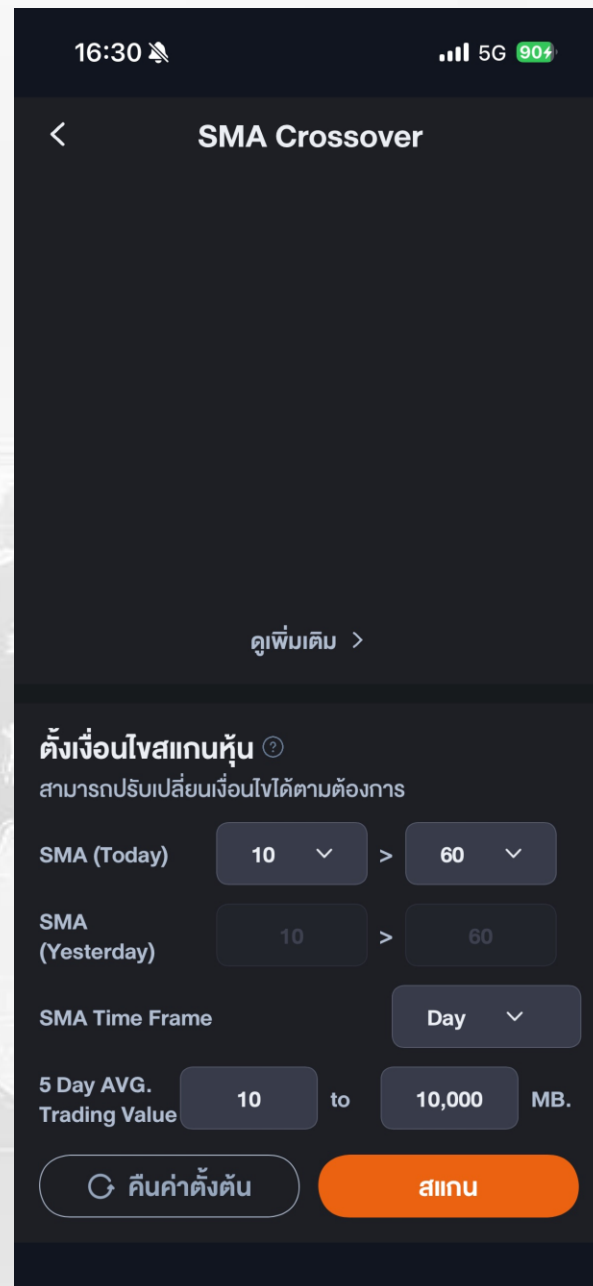 16:30
5G 90
SMA Crossover
ดูเพิ่มเติม >
ตั้งเงื่อนไขสแกนหุ้น ?
สามารถปรับเปลี่ยนเงื่อนไขได้ตามต้องการ
SMA (Today) 10 > 60
SMA
(Yesterday) 10 > 60
SMA Time Frame Day
5 Day AVG.
Trading Value 10 to 10,000 MB.
คืนค่าตั้งต้น สแกน